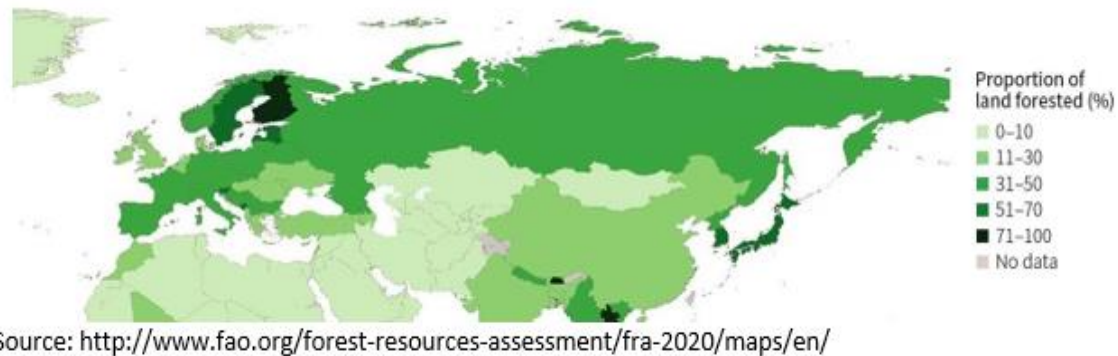 Proportion of
land forested (%)
0–10
11–30
31–50
51–70
71–100
No data
Source: http://www.fao.org/forest-resources-assessment/fra-2020/maps/en/